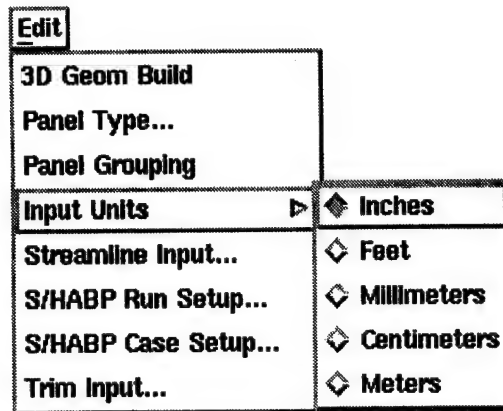 Edit
3D Geom Build
Panel Type...
Panel Grouping
Input Units
Streamline Input...
S/HABP Run Setup...
S/HABP Case Setup...
Trim Input...
Inches
Feet
Millimeters
Centimeters
Meters